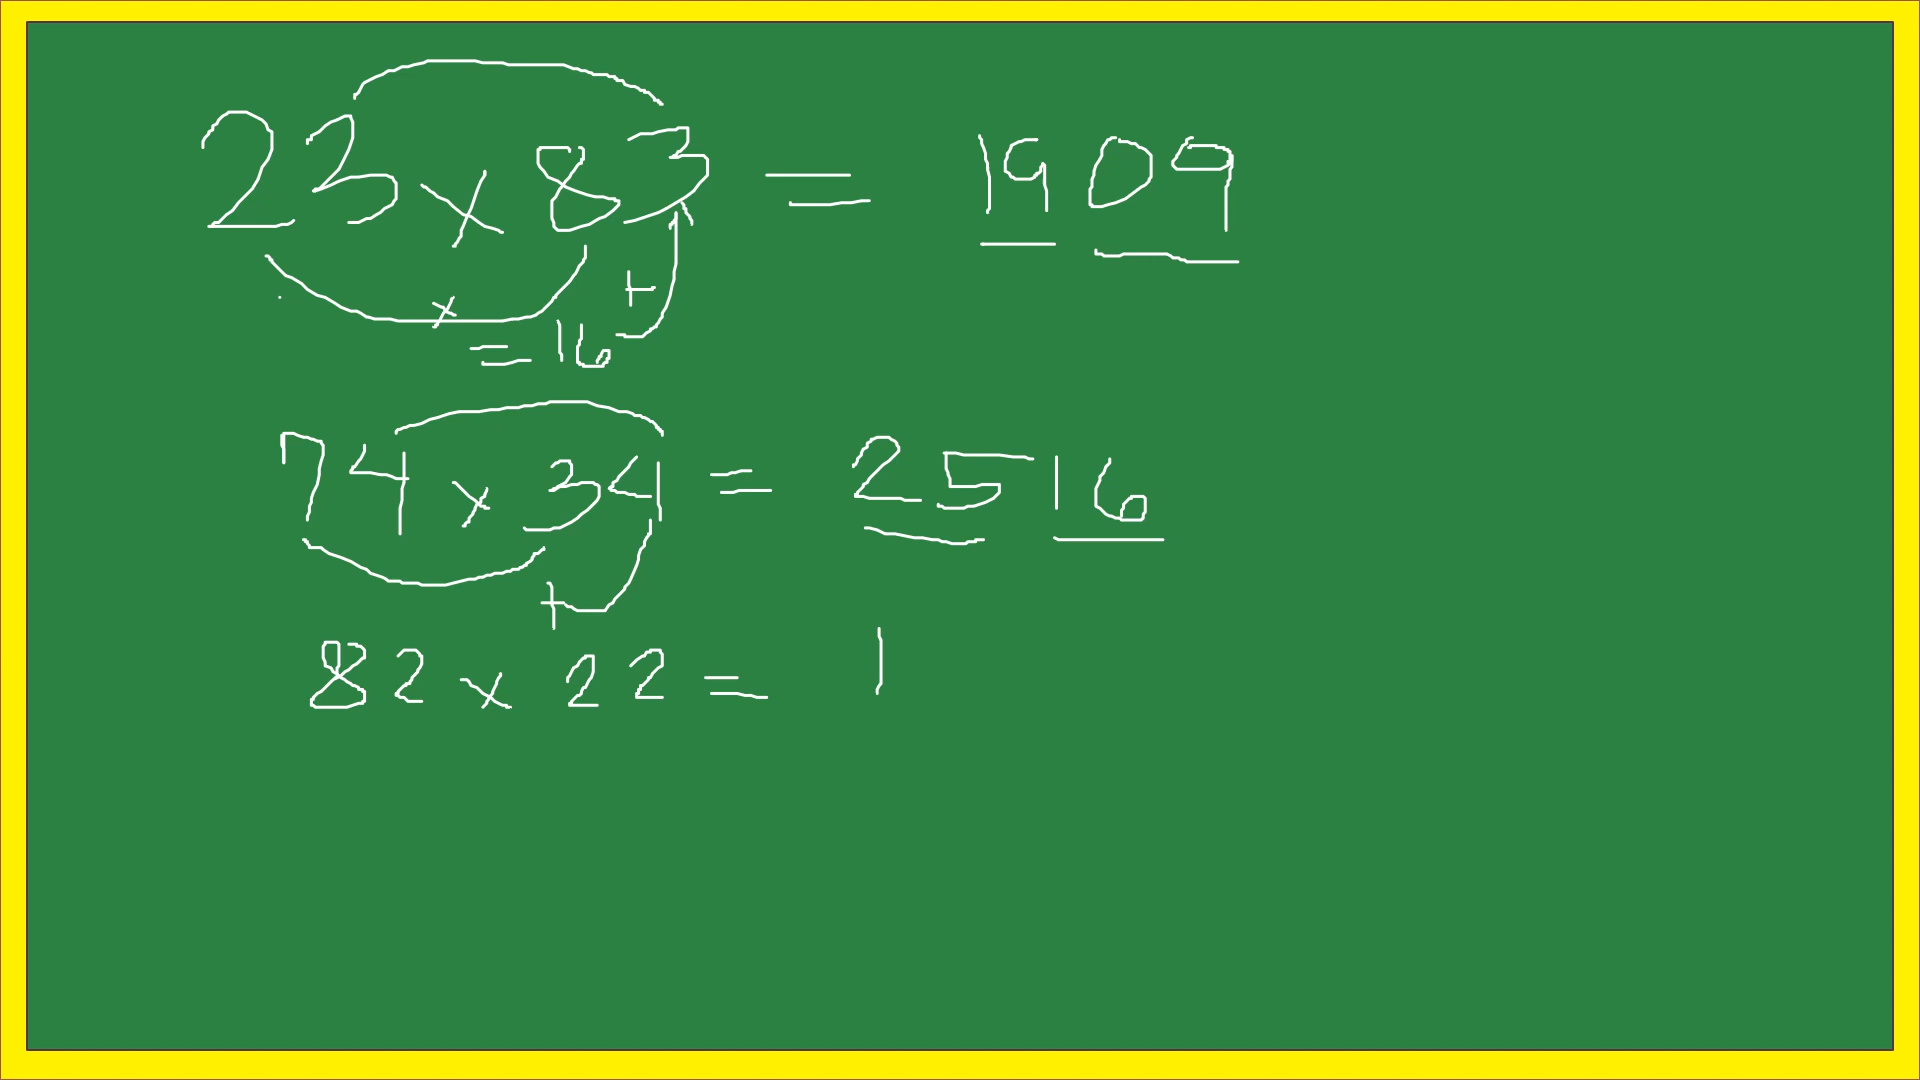 23 x 83 = 1909
x
+
= 16
74 x 34 = 2516
+
82 x 22 = 1